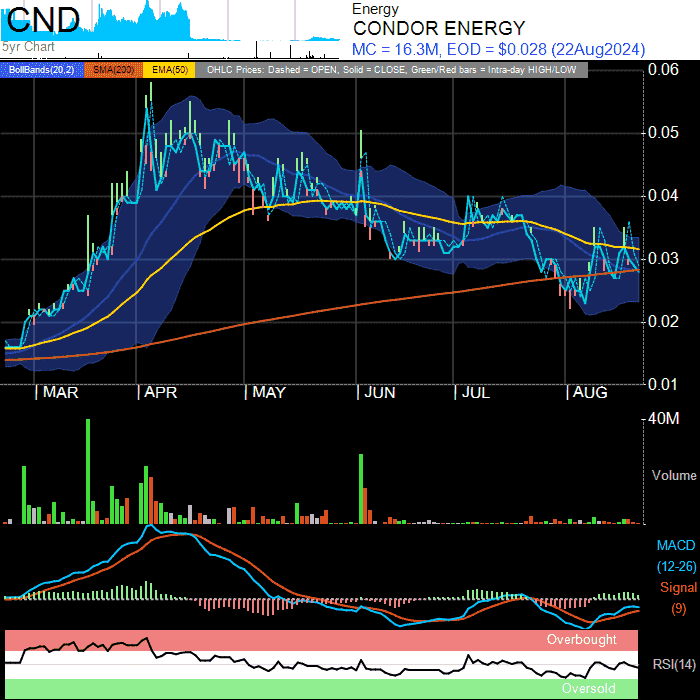 CND
5yr Chart
Energy
CONDOR ENERGY
MC = 16.3M, EOD = $0.028 (22Aug2024)
BollBands(20,2) SMA(200) EMA(50) OHLC Prices: Dashed = OPEN, Solid = CLOSE, Green/Red bars = Intra-day HIGH/LOW
0.06
0.05
0.04
0.03
0.02
0.01
| MAR | APR | MAY | JUN | JUL | AUG
40M
Volume
MACD
(12-26)
Signal
(9)
Overbought
RSI(14)
Oversold